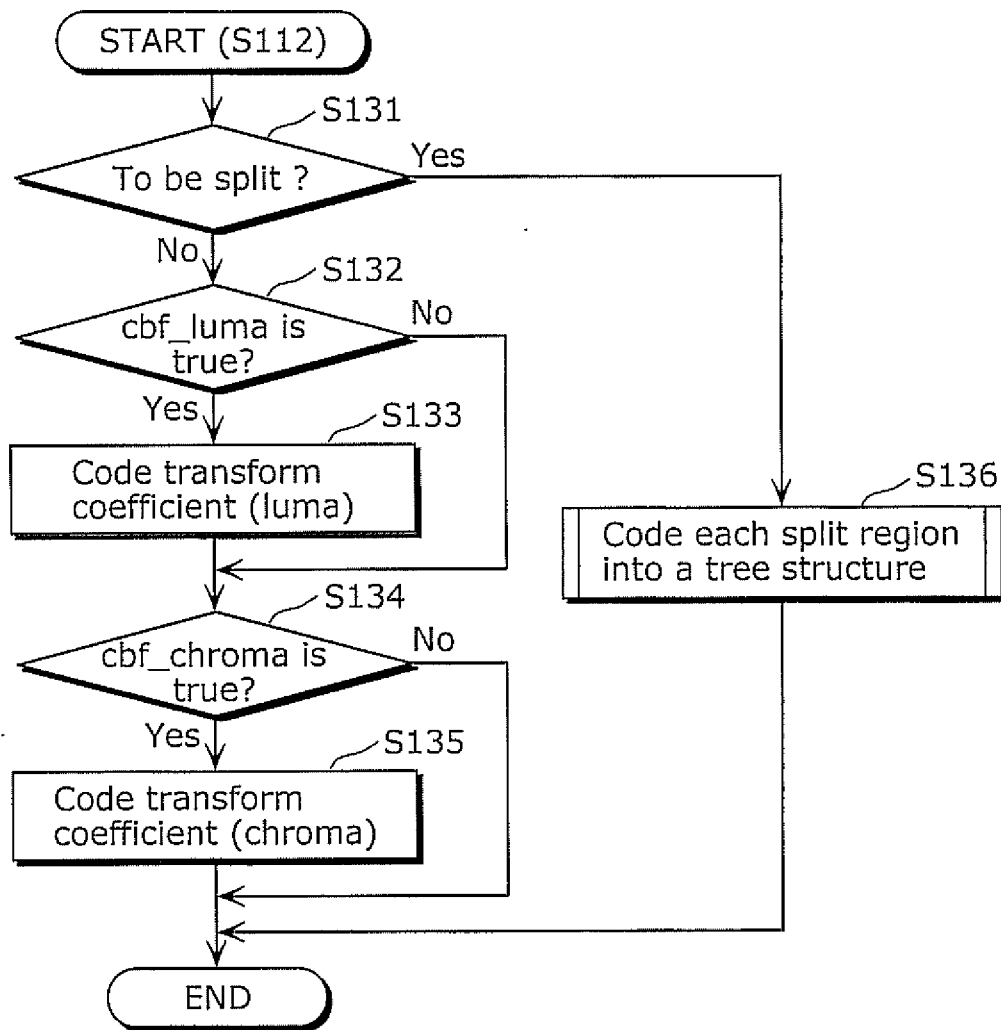 START (S112)
S131
To be split ?
Yes
No
S132
cbf_luma is
true?
No
Yes
S133
Code transform
coefficient (luma)
S136
Code each split region
into a tree structure
S134
cbf_chroma is
true?
No
Yes
S135
Code transform
coefficient (chroma)
END